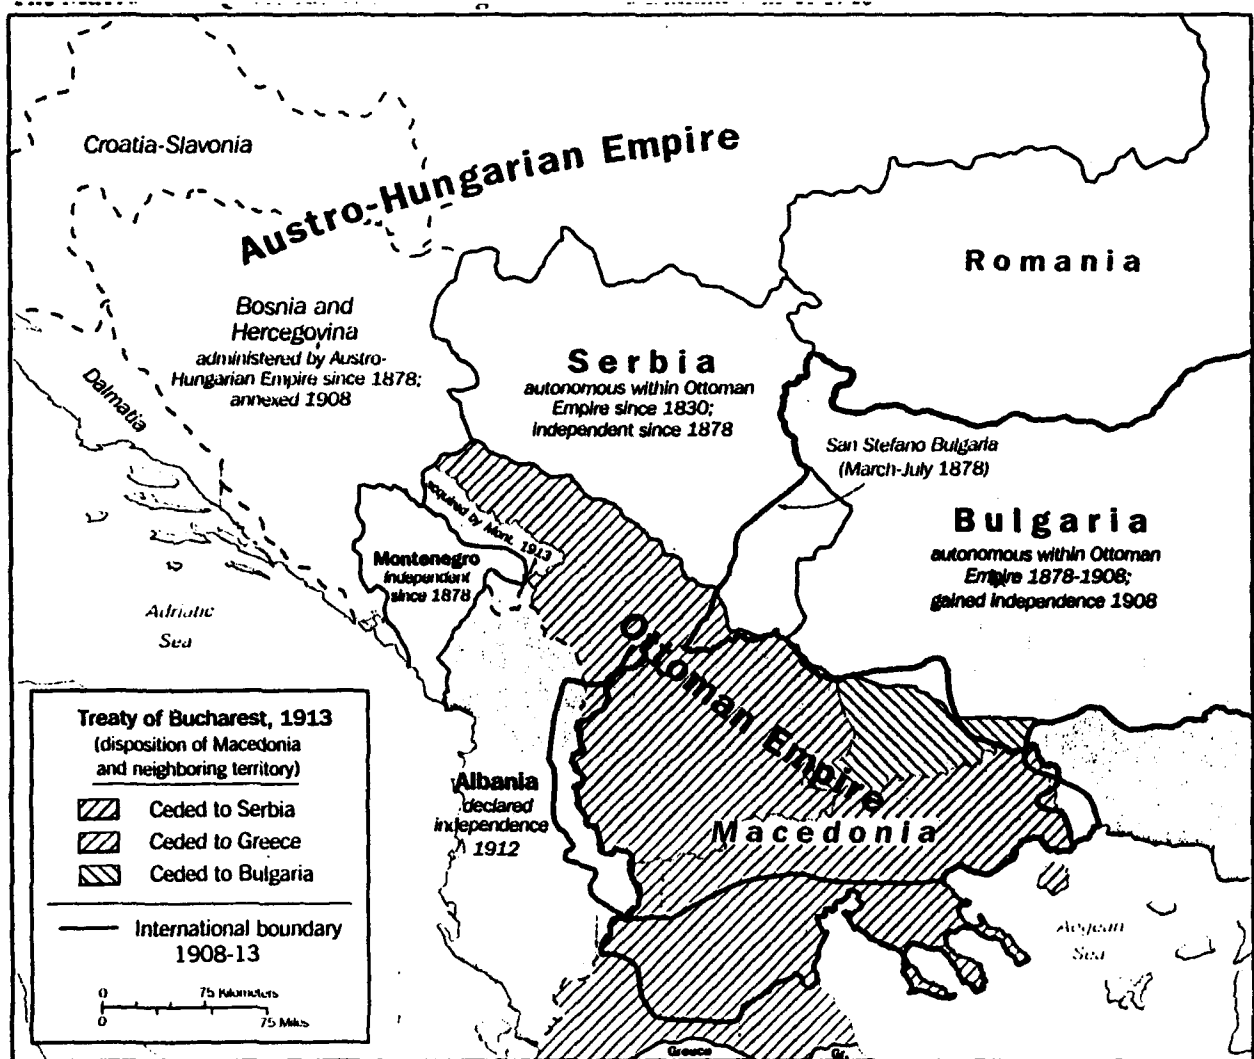 Croatia-Slavonia
Austro-Hungarian Empire
Romania
Bosnia and
Hercegovina
administered by Austro-
Hungarian Empire since 1878;
annexed 1908
Dalmatia
Serbia
autonomous within Ottoman
Empire since 1830;
independent since 1878
San Stefano Bulgaria
(March-July 1878)
Bulgaria
autonomous within Ottoman
Empire 1878-1908;
gained independence 1908
acquired by Mont. 1913
Montenegro
independent
since 1878
Adriatic
Sea
Ottoman Empire
Albania
declared
independence
1912
Macedonia
Aegean
Sea
Greece
Gr.
Treaty of Bucharest, 1913
(disposition of Macedonia
and neighboring territory)
Ceded to Serbia
Ceded to Greece
Ceded to Bulgaria
International boundary
1908-13
0 75 Kilometers
0 75 Miles